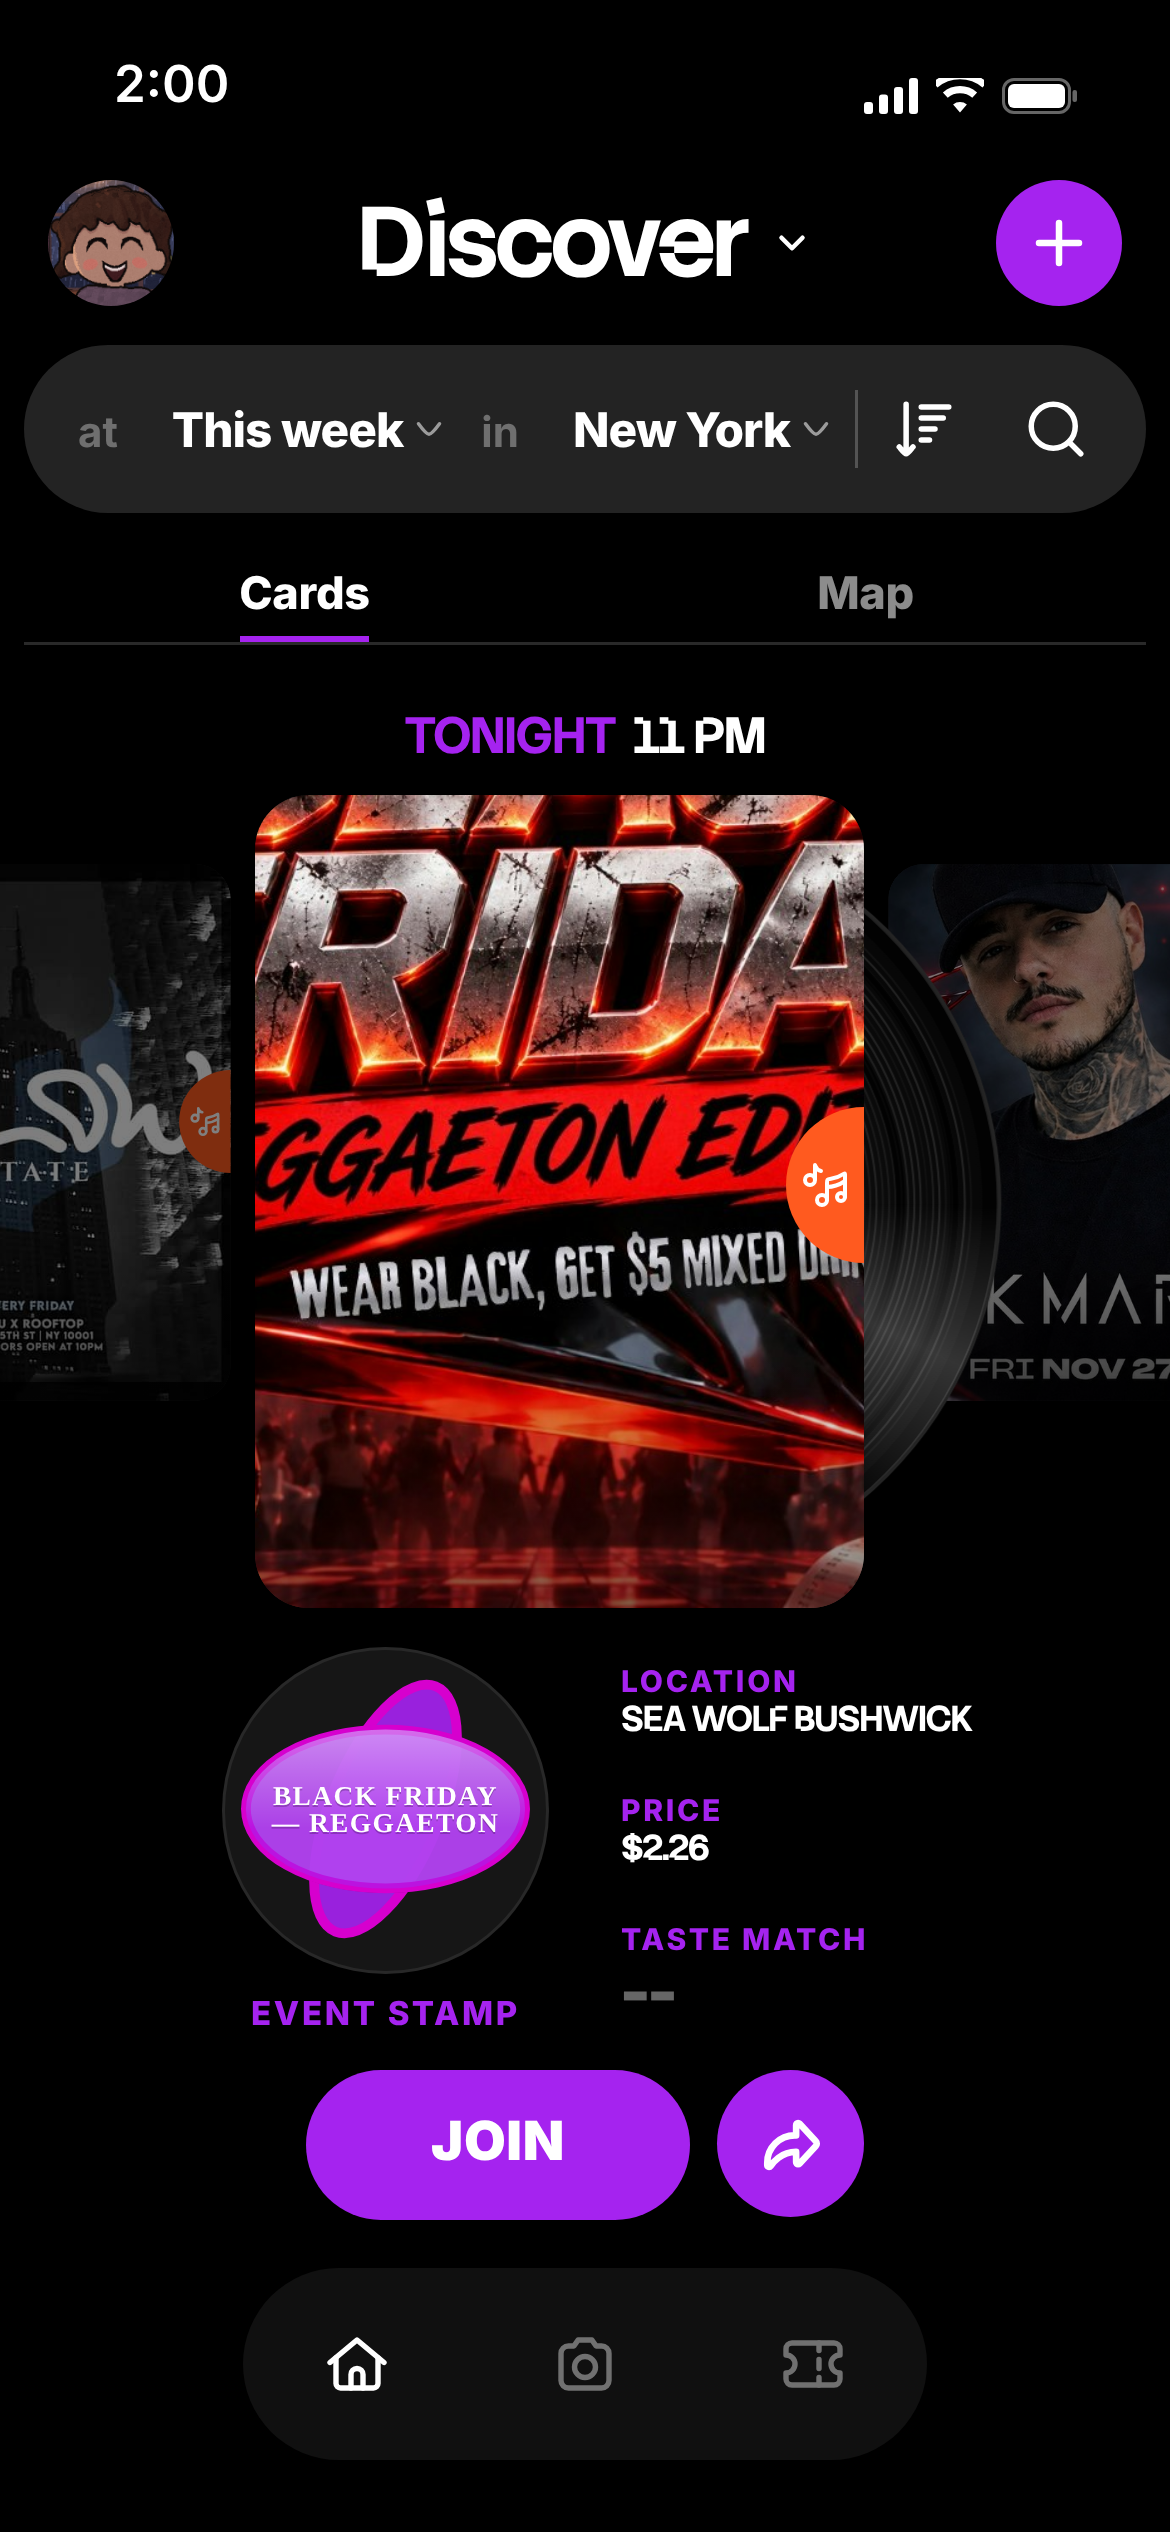 2:00
Discover
at This week in New York
Cards Map
TONIGHT 11 PM
RIDA
GGAETON EDIT
WEAR BLACK, GET $5 MIXED
TATE
ERY FRIDAY
U X ROOFTOP
5TH ST | NY 10001
ORS OPEN AT 10PM
K MAR
FRI NOV 27
BLACK FRIDAY
— REGGAETON
EVENT STAMP
LOCATION
SEA WOLF BUSHWICK
PRICE
$2.26
TASTE MATCH
--
JOIN